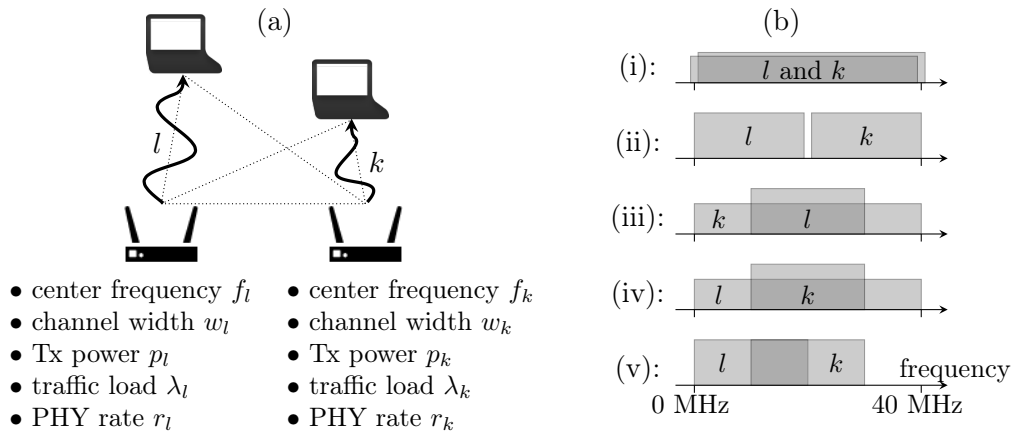 (a)
l
k
• center frequency f_l
• channel width w_l
• Tx power p_l
• traffic load λ_l
• PHY rate r_l
• center frequency f_k
• channel width w_k
• Tx power p_k
• traffic load λ_k
• PHY rate r_k
(b)
(i): l and k
(ii): l k
(iii): k l
(iv): l k
(v): l k frequency
0 MHz 40 MHz